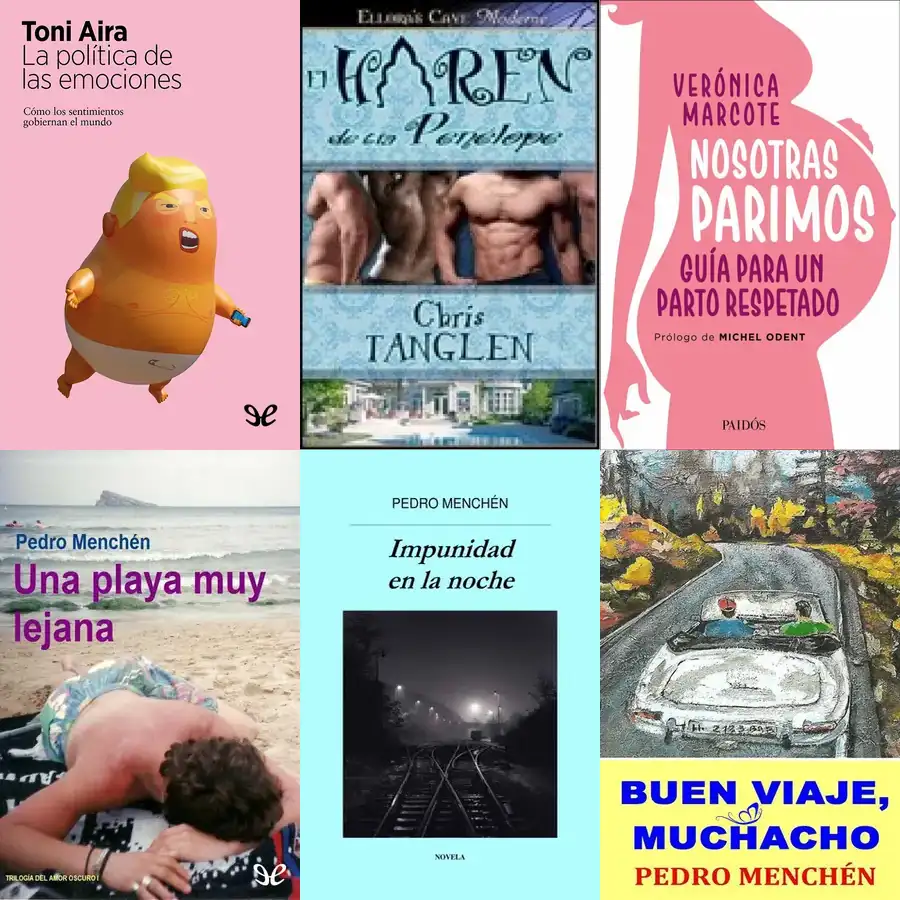 Toni Aira
La política de
las emociones
Cómo los sentimientos
gobiernan el mundo
ELLORA'S CAVE Moderne
El HAREN
de un Penélope
Chris
TANGLEN
VERÓNICA
MARCOTE
NOSOTRAS
PARIMOS
GUÍA PARA UN
PARTO RESPETADO
Prólogo de MICHEL ODENT
PAIDÓS
Pedro Menchén
Una playa muy
lejana
TRILOGÍA DEL AMOR OSCURO I
PEDRO MENCHÉN
Impunidad
en la noche
NOVELA
BUEN VIAJE,
MUCHACHO
PEDRO MENCHÉN